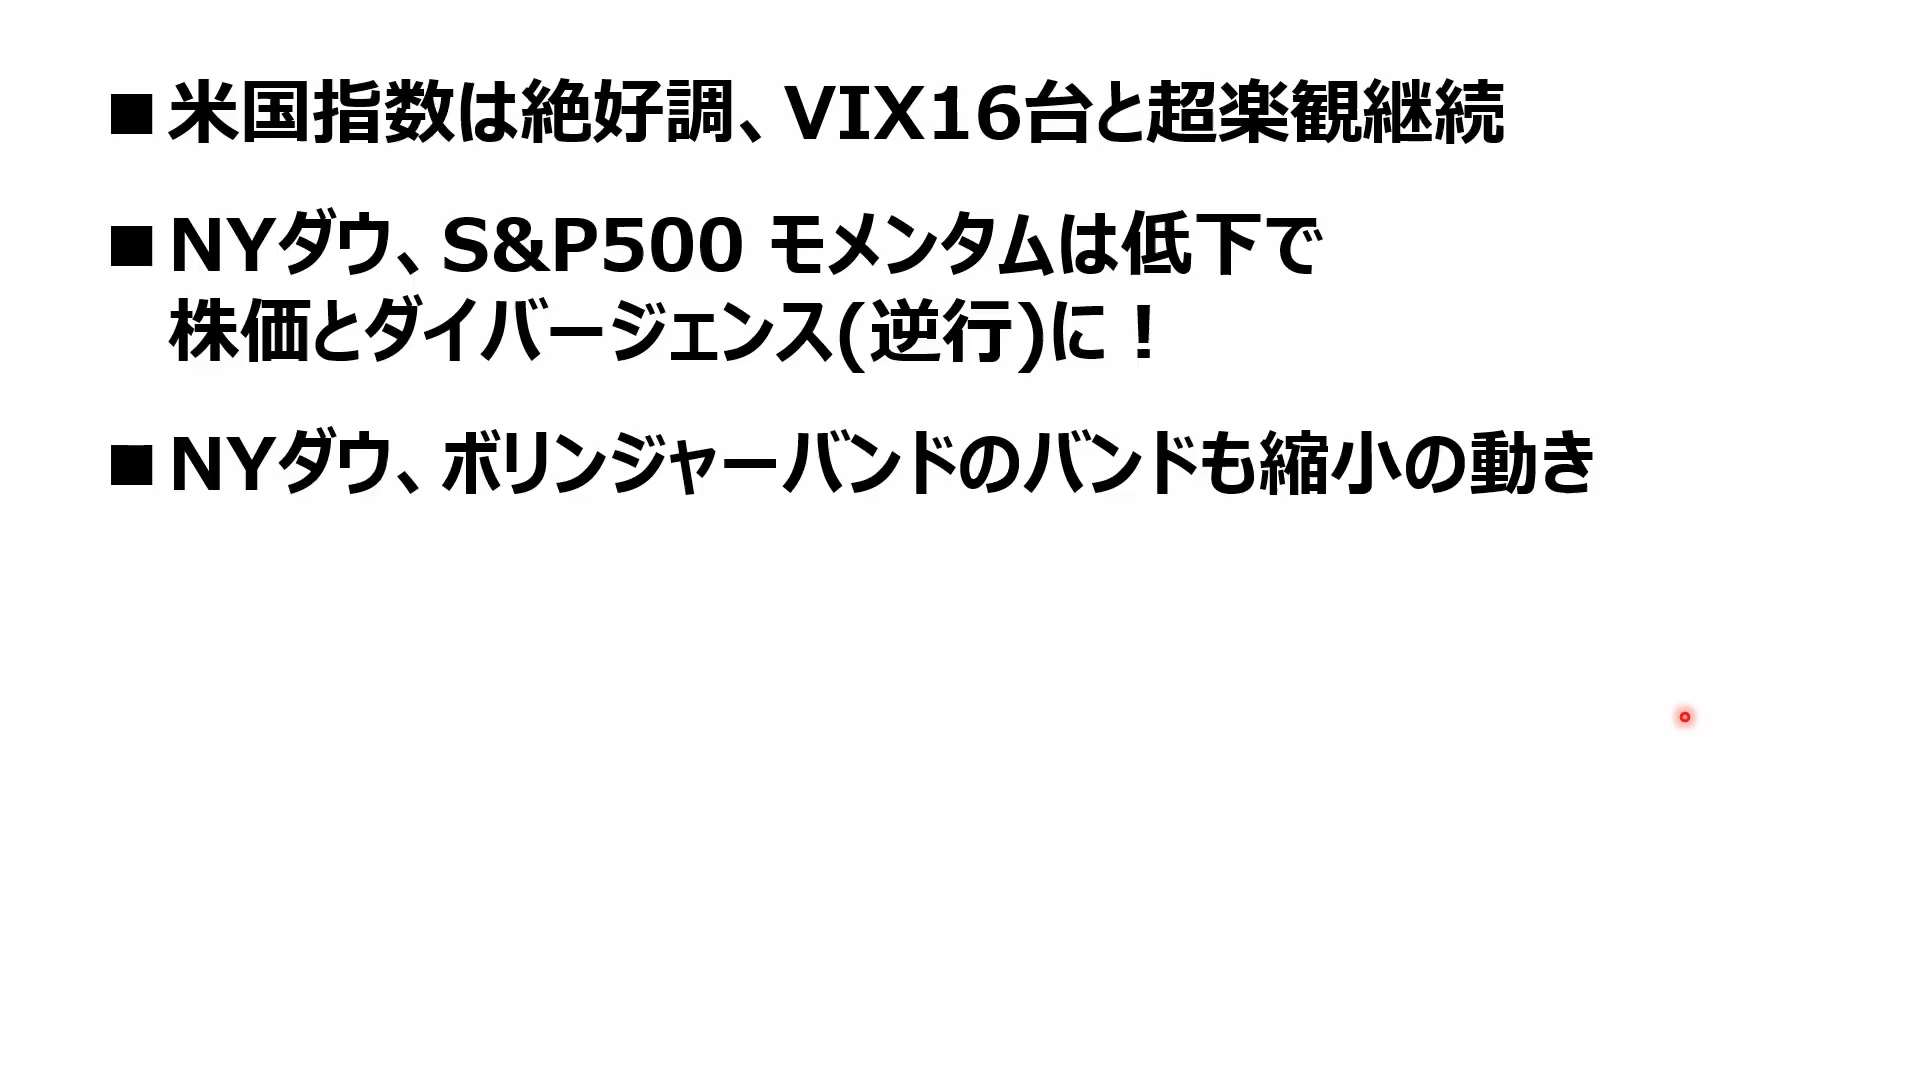 ■米国指数は絶好調、VIX16台と超楽観継続
■NYダウ、S&P500 モメンタムは低下で
株価とダイバージェンス(逆行)に！
■NYダウ、ボリンジャーバンドのバンドも縮小の動き